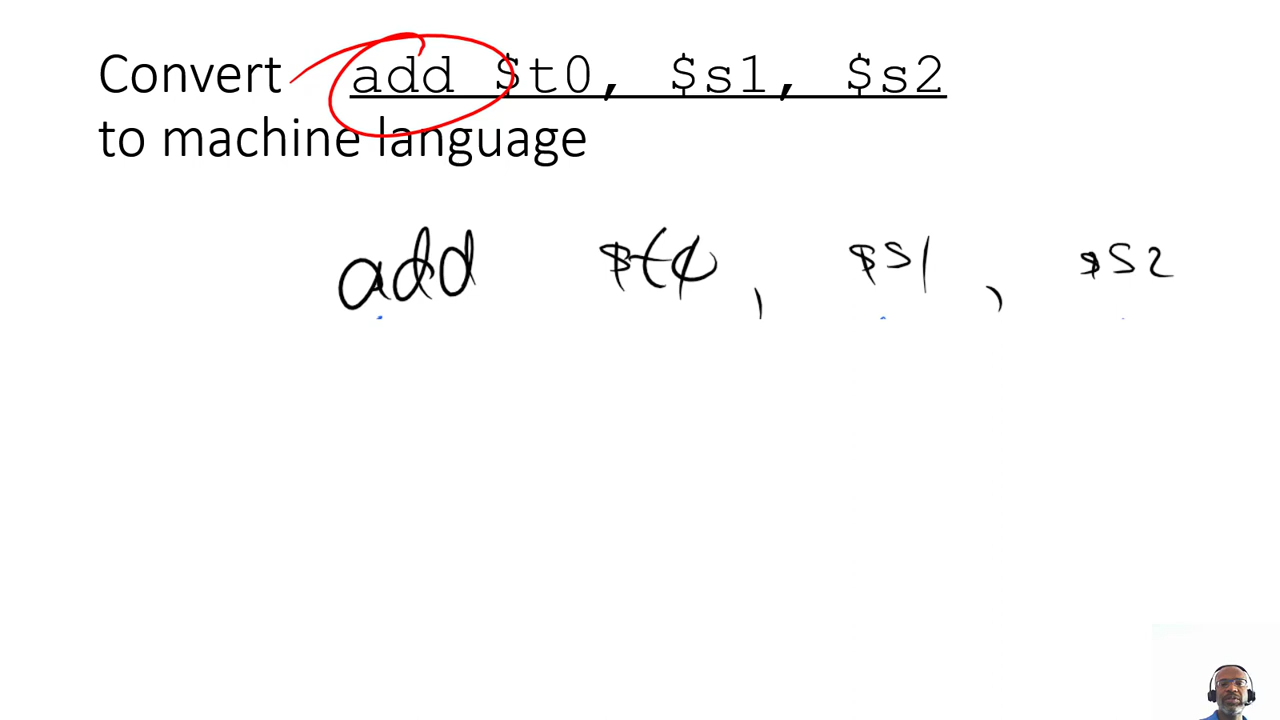 Convert add $t0, $s1, $s2
to machine language
add $t0, $s1, $s2